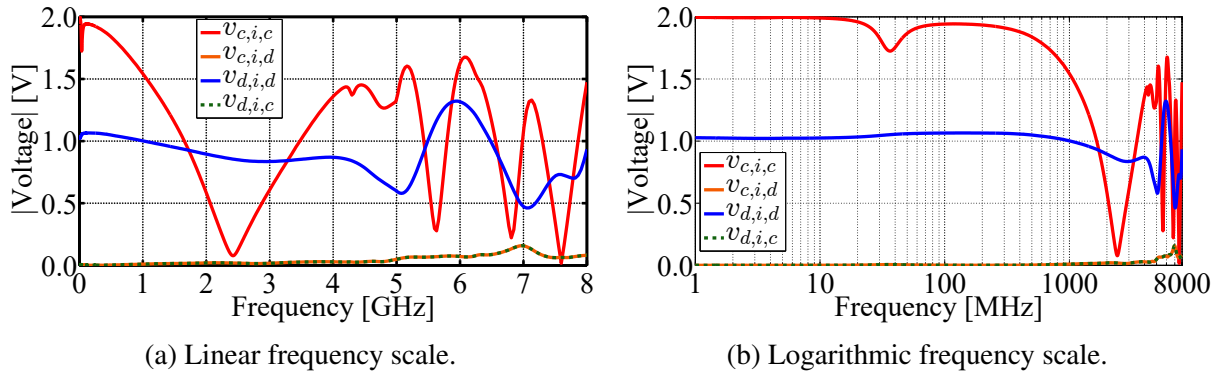 |Voltage| [V]
2.0
1.5
1.0
0.5
0.0
v_{c,i,c}
v_{c,i,d}
v_{d,i,d}
v_{d,i,c}
0 1 2 3 4 5 6 7 8
Frequency [GHz]
(a) Linear frequency scale.
|Voltage| [V]
2.0
1.5
1.0
0.5
0.0
v_{c,i,c}
v_{c,i,d}
v_{d,i,d}
v_{d,i,c}
1 10 100 1000 8000
Frequency [MHz]
(b) Logarithmic frequency scale.